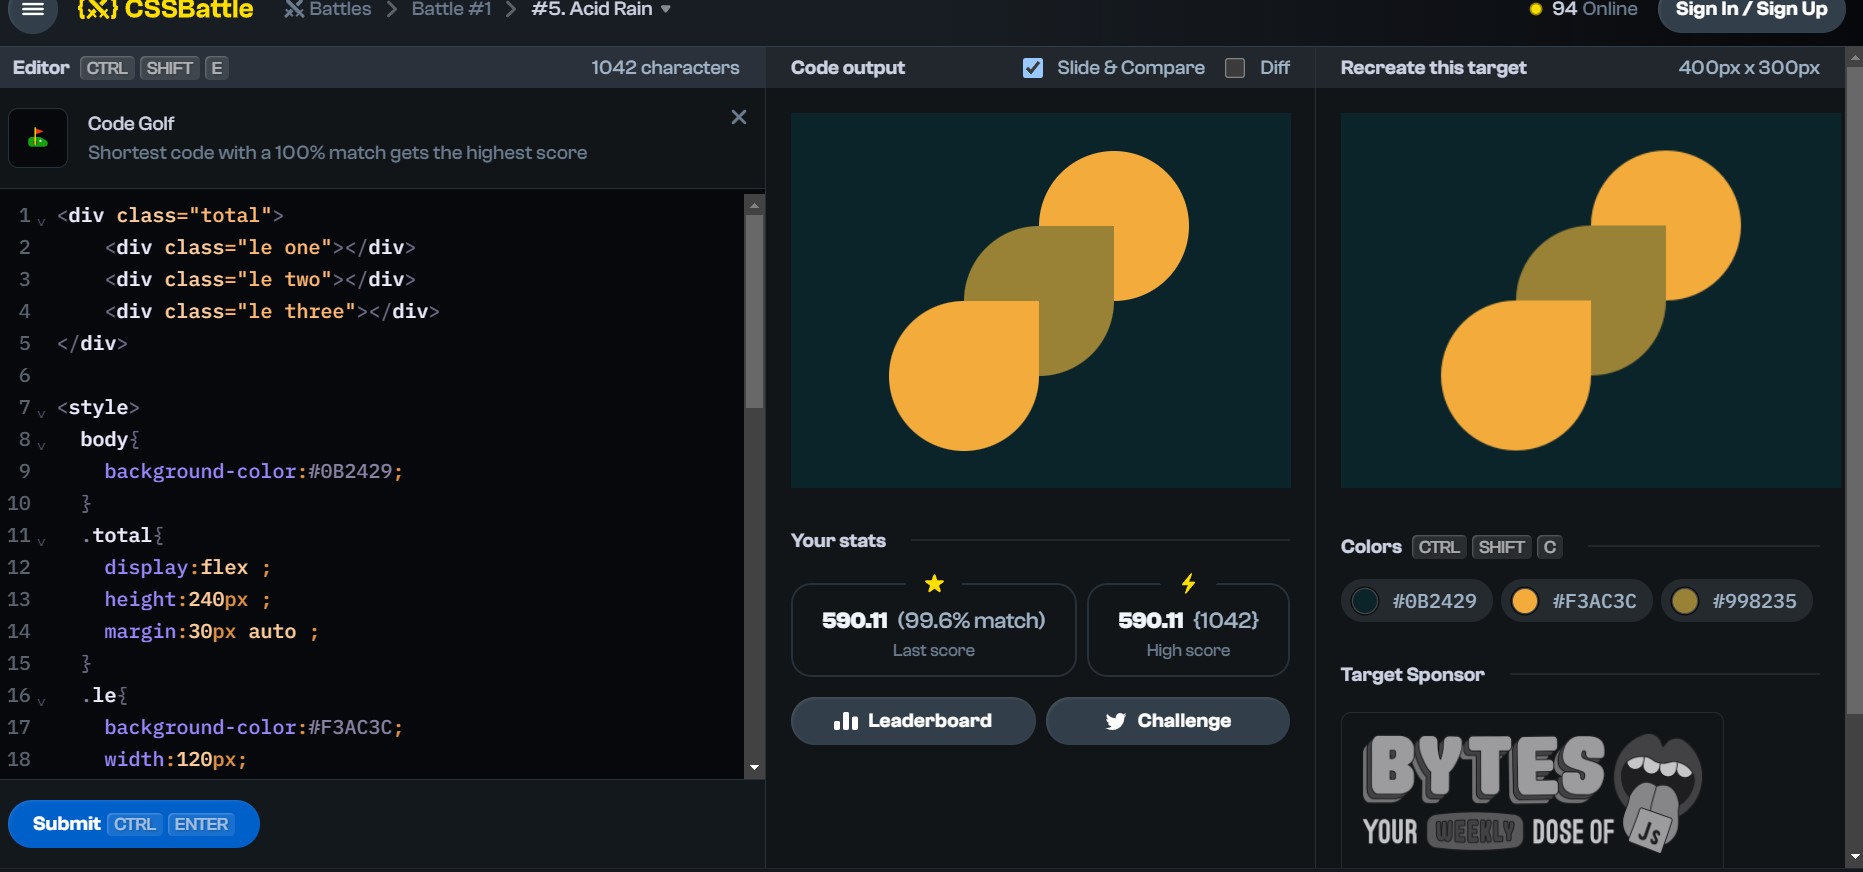 {X} CSSBattle
Battles
Battle #1
#5. Acid Rain
94 Online
Sign In / Sign Up
Editor CTRL SHIFT E
1042 characters
Code output
Slide & Compare
Diff
Recreate this target
400px x 300px
Code Golf
Shortest code with a 100% match gets the highest score
1 <div class="total">
2 <div class="le one"></div>
3 <div class="le two"></div>
4 <div class="le three"></div>
5 </div>
6
7 <style>
8 body{
9 background-color:#0B2429;
10 }
11 .total{
12 display:flex ;
13 height:240px ;
14 margin:30px auto ;
15 }
16 .le{
17 background-color:#F3AC3C;
18 width:120px;
Submit CTRL ENTER
Your stats
590.11 (99.6% match)
Last score
590.11 {1042}
High score
Leaderboard
Challenge
Colors CTRL SHIFT C
#0B2429
#F3AC3C
#998235
Target Sponsor
BYTES
YOUR WEEKLY DOSE OF JS